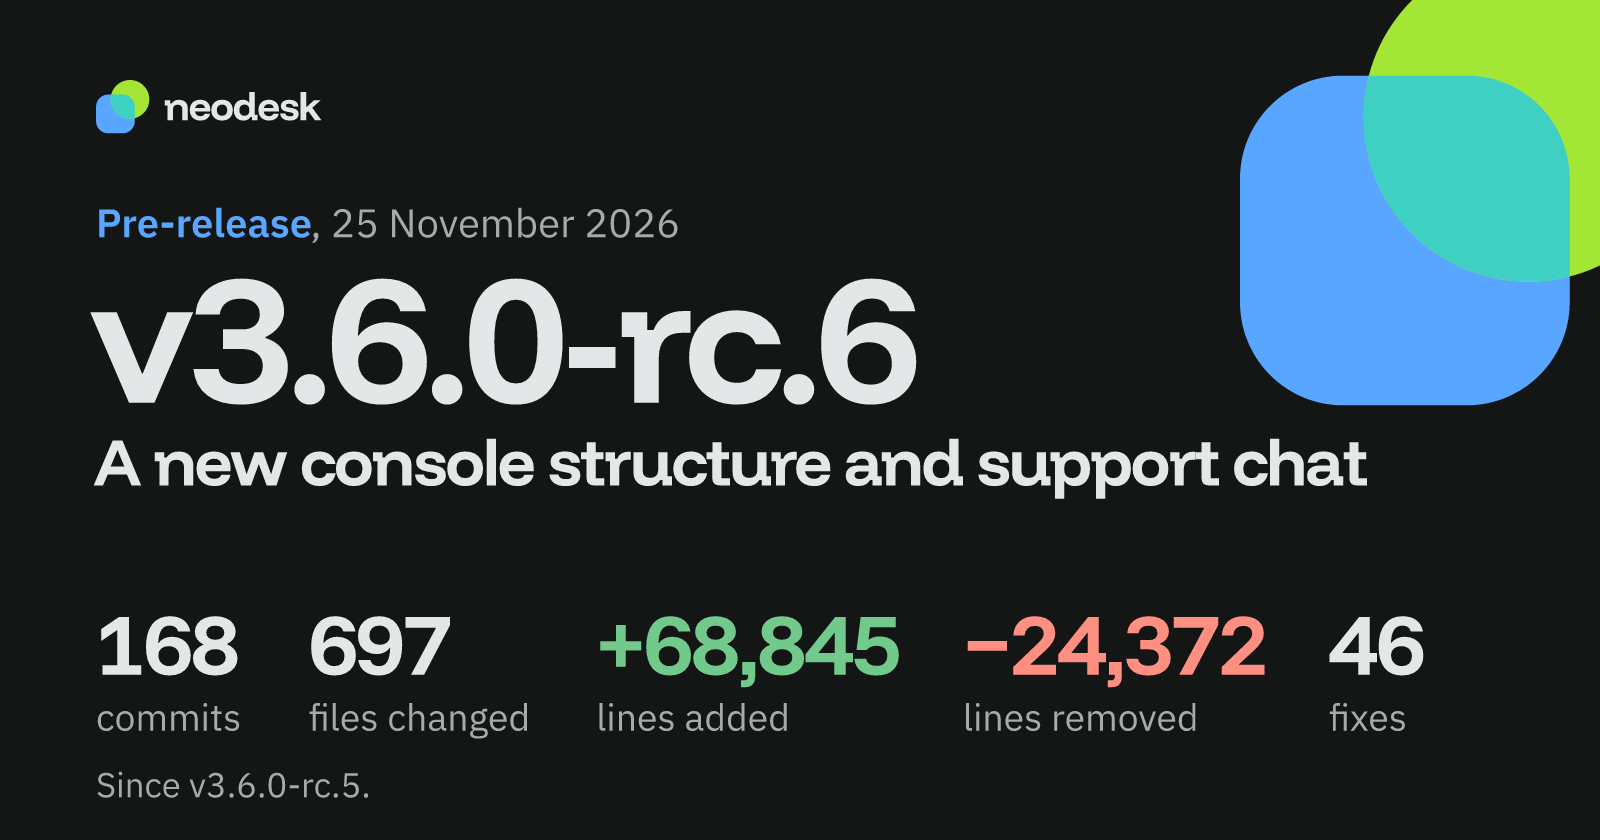 neodesk
Pre-release, 25 November 2026
v3.6.0-rc.6
A new console structure and support chat
168 697 +68,845 −24,372 46
commits files changed lines added lines removed fixes
Since v3.6.0-rc.5.